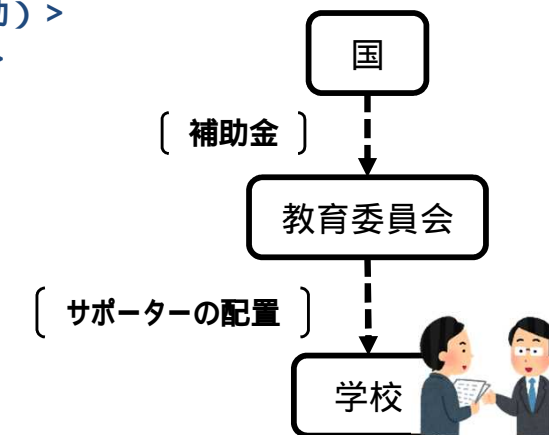 ）>
国
〔 補助金 〕
教育委員会
〔 サポーターの配置 〕
学校